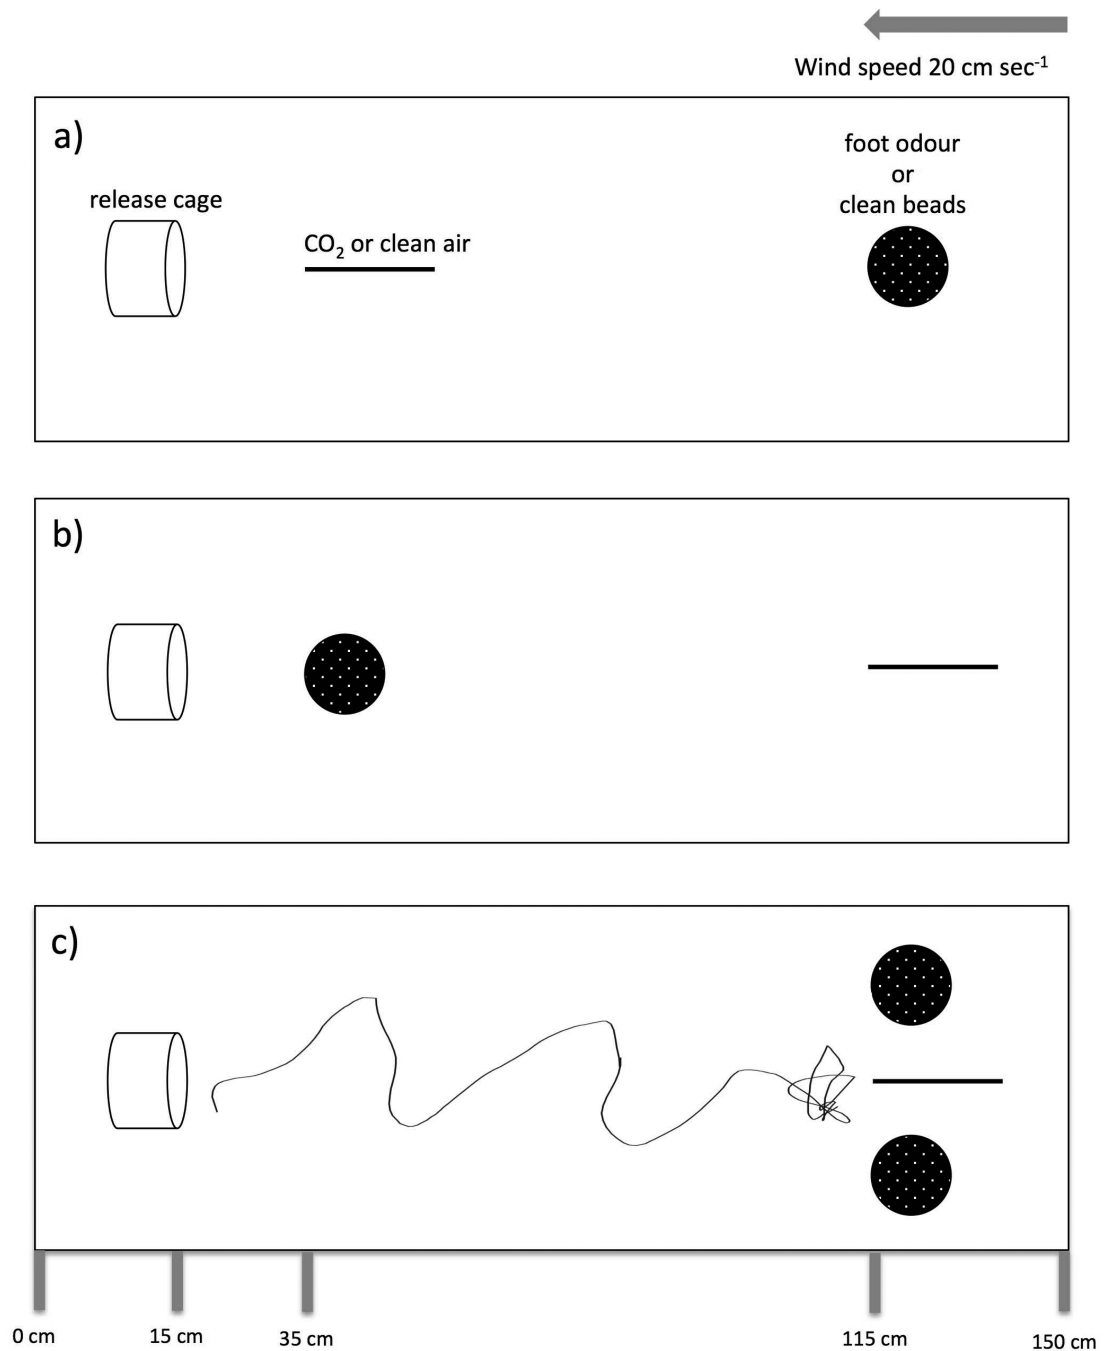 Wind speed 20 cm sec⁻¹
a)
foot odour
or
clean beads
release cage
CO₂ or clean air
b)
c)
0 cm
15 cm
35 cm
115 cm
150 cm